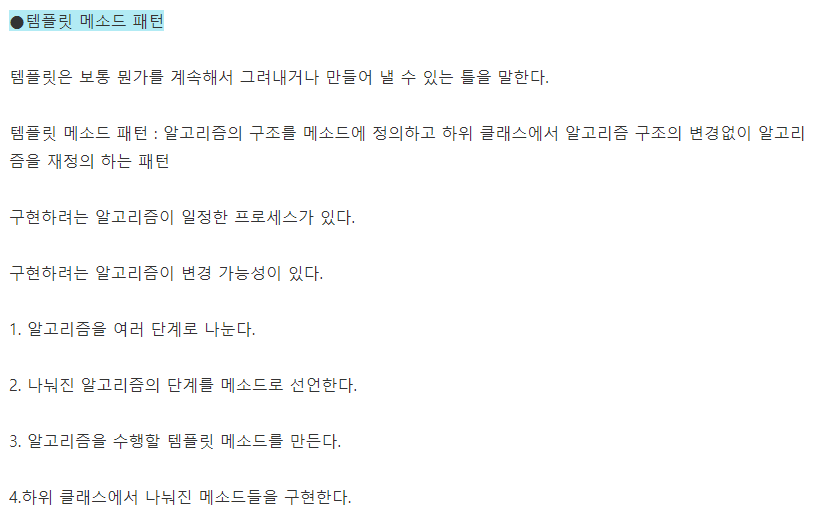 ●템플릿 메소드 패턴
템플릿은 보통 뭔가를 계속해서 그려내거나 만들어 낼 수 있는 틀을 말한다.
템플릿 메소드 패턴 : 알고리즘의 구조를 메소드에 정의하고 하위 클래스에서 알고리즘 구조의 변경없이 알고리
즘을 재정의 하는 패턴
구현하려는 알고리즘이 일정한 프로세스가 있다.
구현하려는 알고리즘이 변경 가능성이 있다.
1. 알고리즘을 여러 단계로 나눈다.
2. 나눠진 알고리즘의 단계를 메소드로 선언한다.
3. 알고리즘을 수행할 템플릿 메소드를 만든다.
4.하위 클래스에서 나눠진 메소드들을 구현한다.